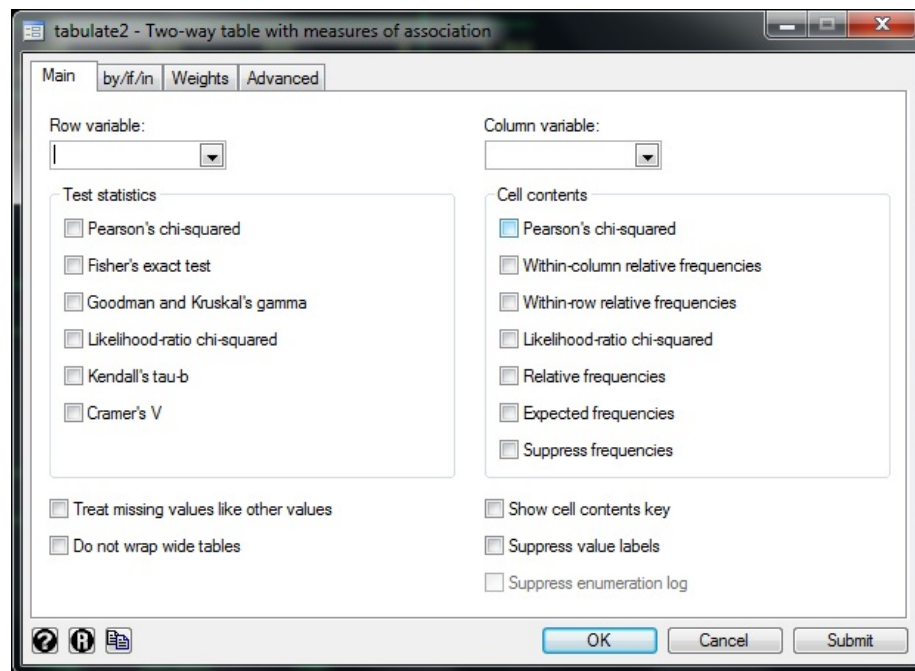 tabulate2 - Two-way table with measures of association
Main by/if/in Weights Advanced
Row variable:
Column variable:
Test statistics
Pearson's chi-squared
Fisher's exact test
Goodman and Kruskal's gamma
Likelihood-ratio chi-squared
Kendall's tau-b
Cramer's V
Cell contents
Pearson's chi-squared
Within-column relative frequencies
Within-row relative frequencies
Likelihood-ratio chi-squared
Relative frequencies
Expected frequencies
Suppress frequencies
Treat missing values like other values
Do not wrap wide tables
Show cell contents key
Suppress value labels
Suppress enumeration log
? R
OK Cancel Submit